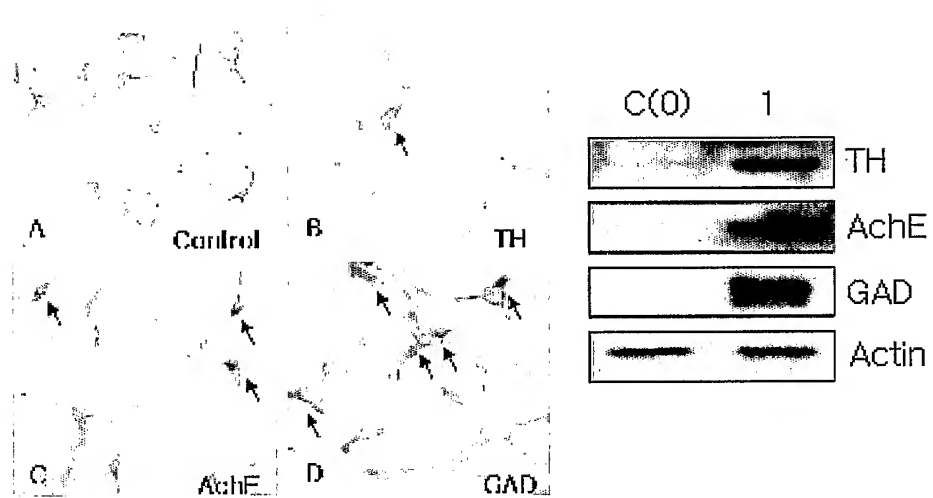 C(0) 1
TH
AchE
GAD
Actin
A Control
B TH
C AchE
D GAD